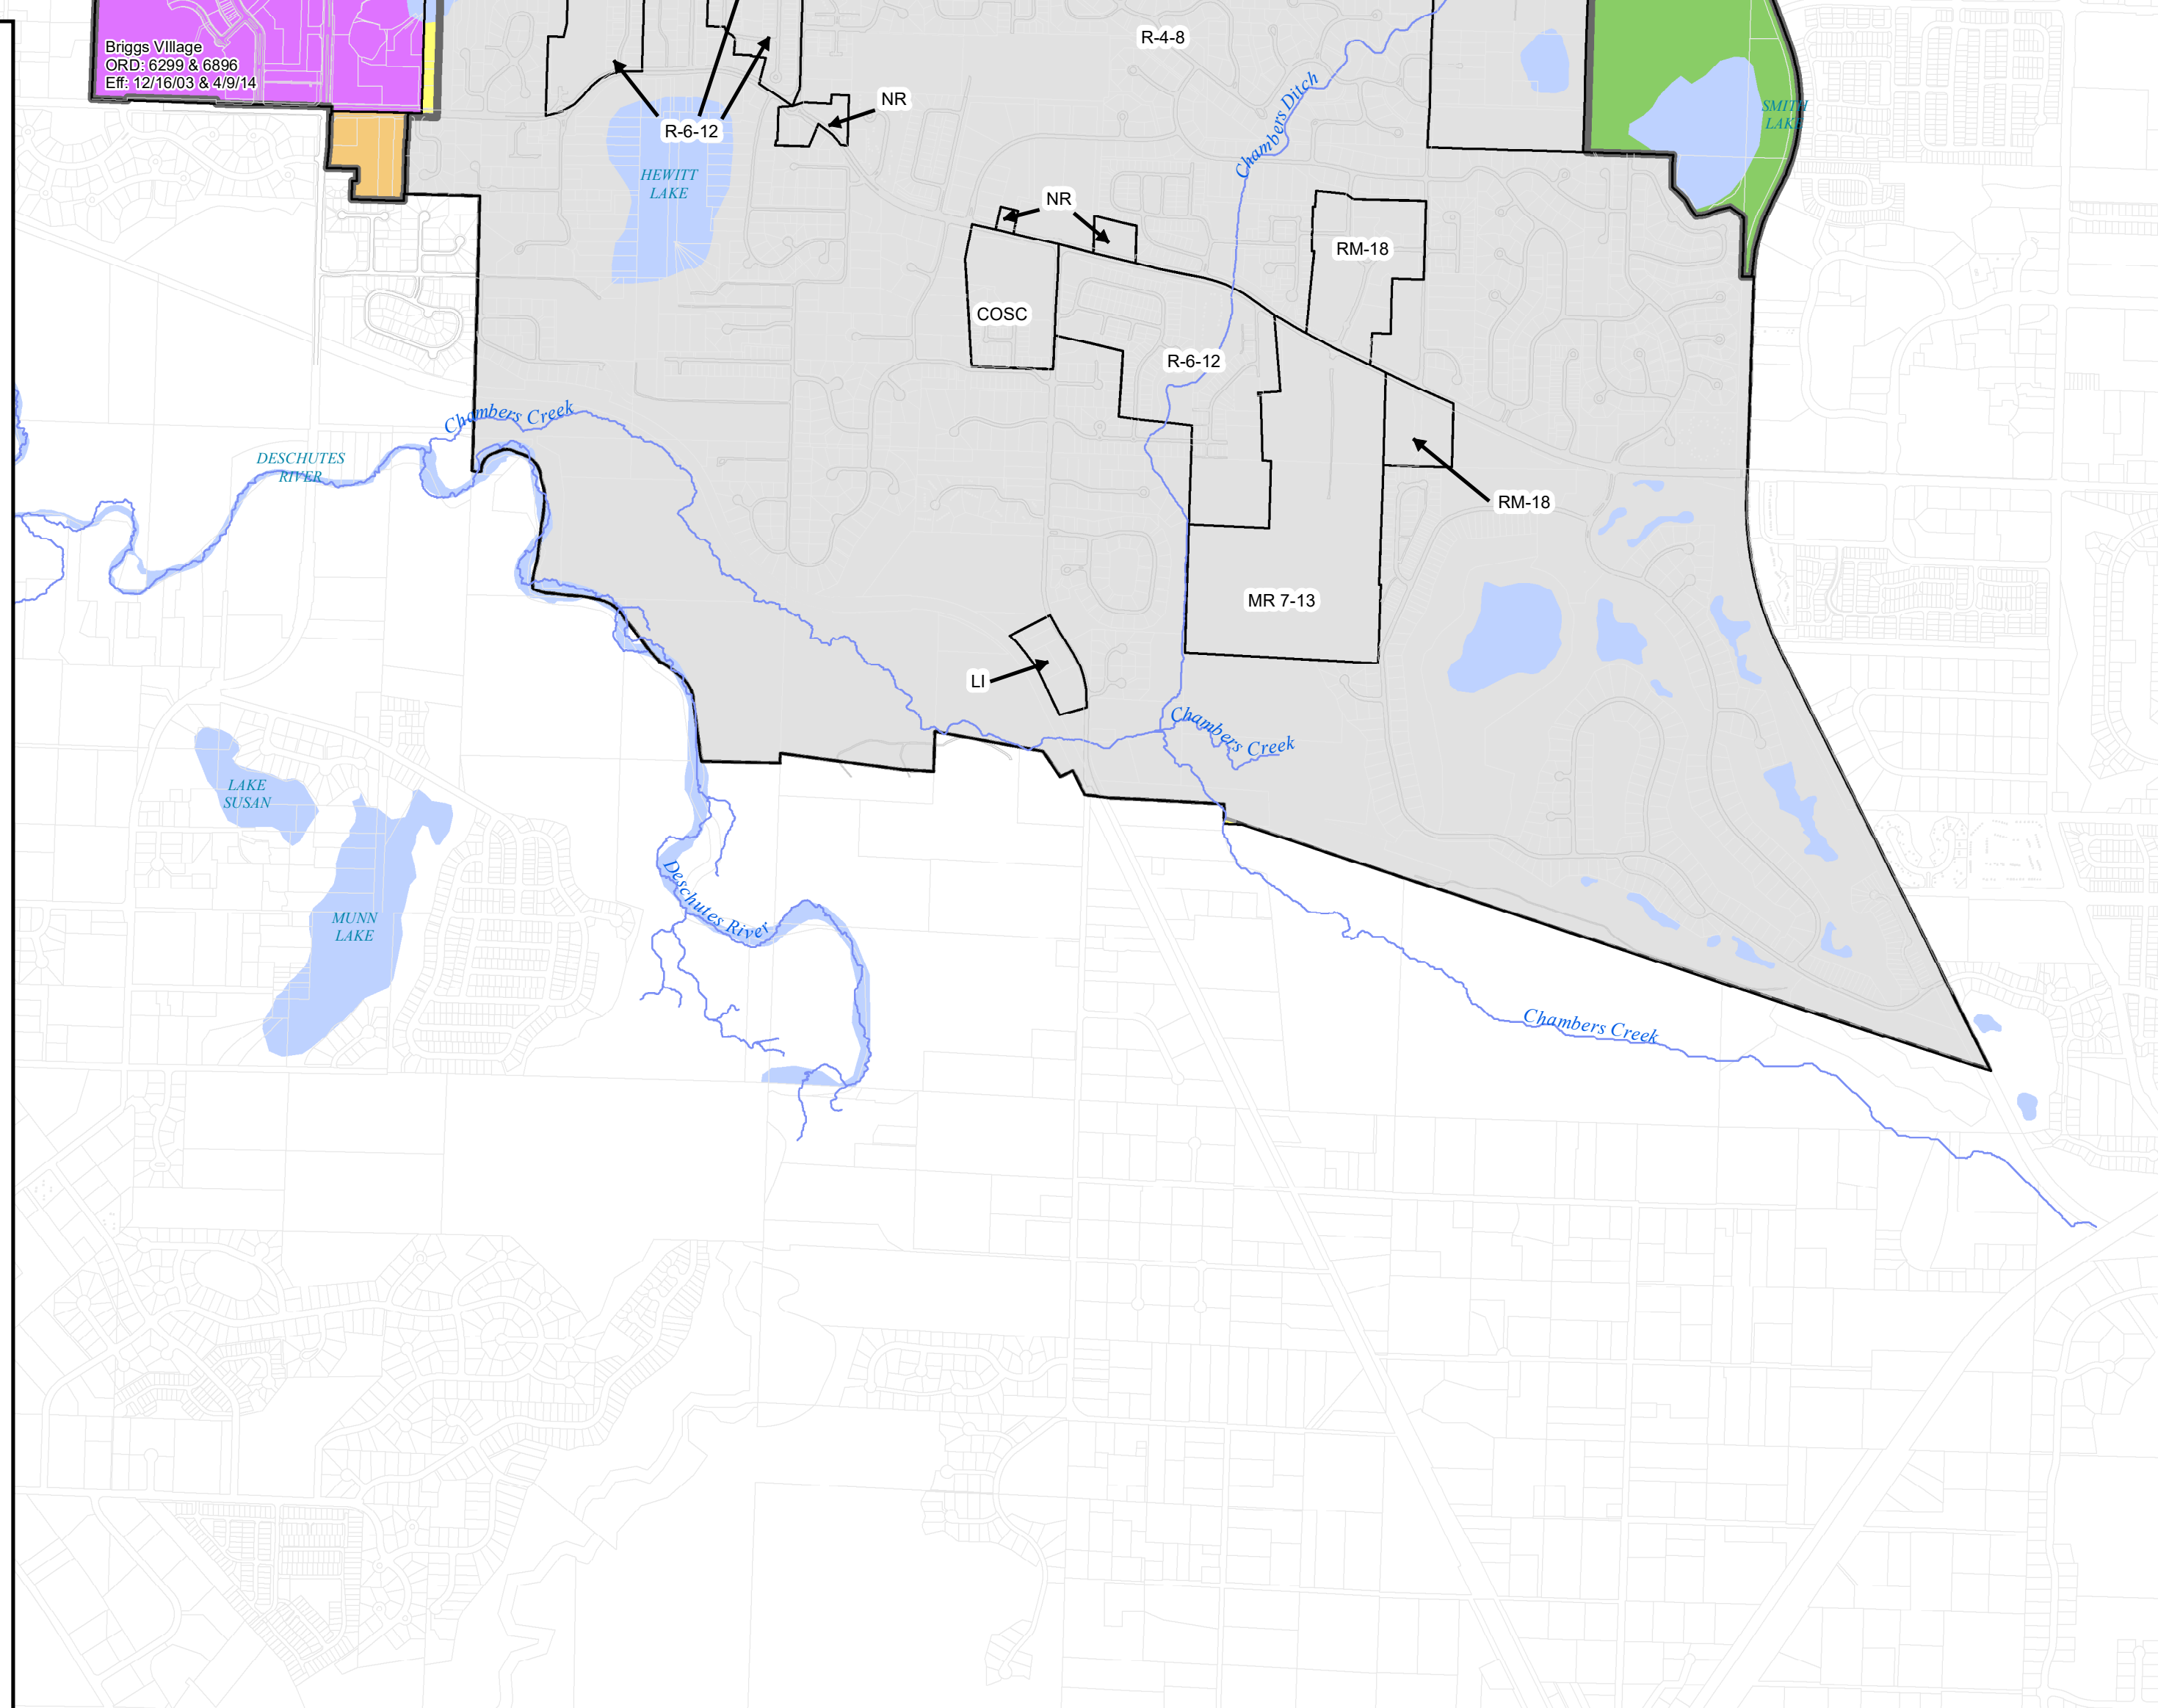 R-4-8
Briggs VIllage
ORD: 6299 & 6896
Eff: 12/16/03 & 4/9/14
NR
SMITH
LAKE
Chambers Ditch
R-6-12
HEWITT
LAKE
NR
RM-18
COSC
R-6-12
Chambers Creek
DESCHUTES
RIVER
RM-18
MR 7-13
LI
Chambers Creek
LAKE
SUSAN
Deschutes River
MUNN
LAKE
Chambers Creek